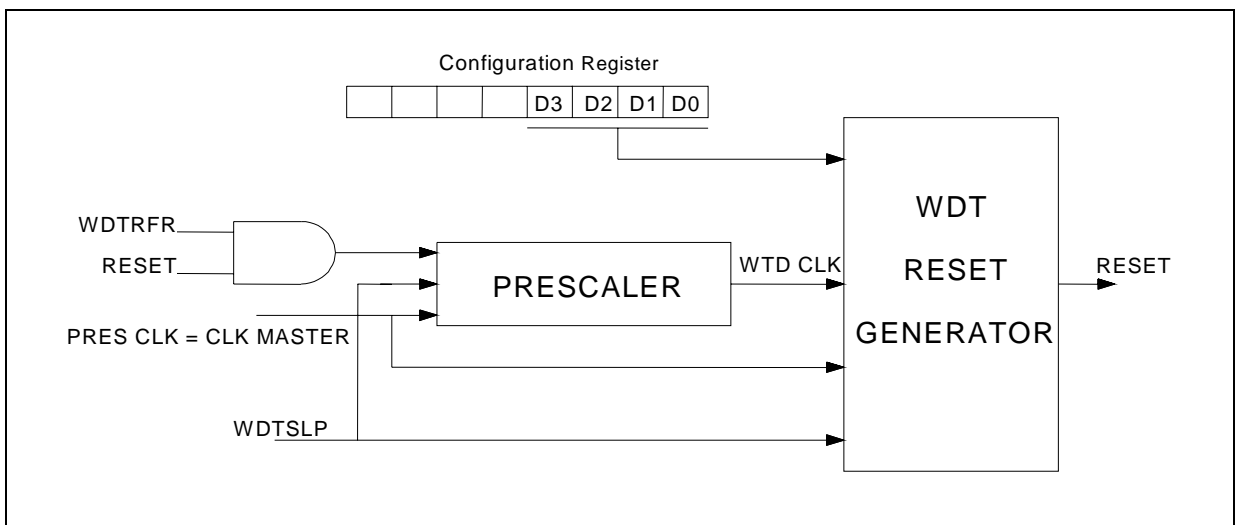 Configuration Register
D3 D2 D1 D0
WDTRFR
RESET
PRES CLK = CLK MASTER
WDTSLP
PRESCALER
WTD CLK
WDT
RESET
GENERATOR
RESET